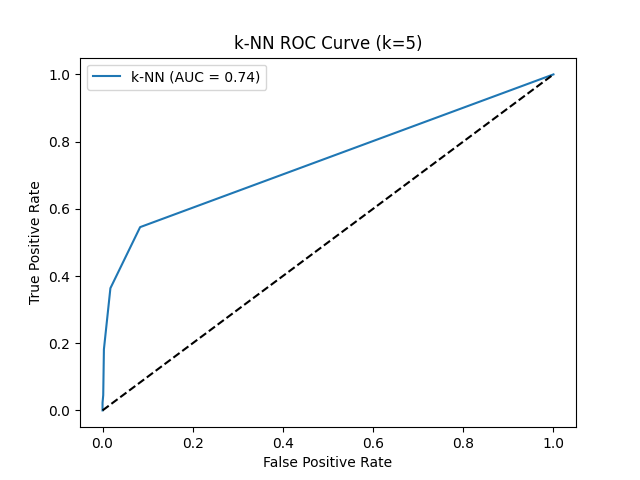 k-NN ROC Curve (k=5)
k-NN (AUC = 0.74)
True Positive Rate
1.0
0.8
0.6
0.4
0.2
0.0
0.0 0.2 0.4 0.6 0.8 1.0
False Positive Rate